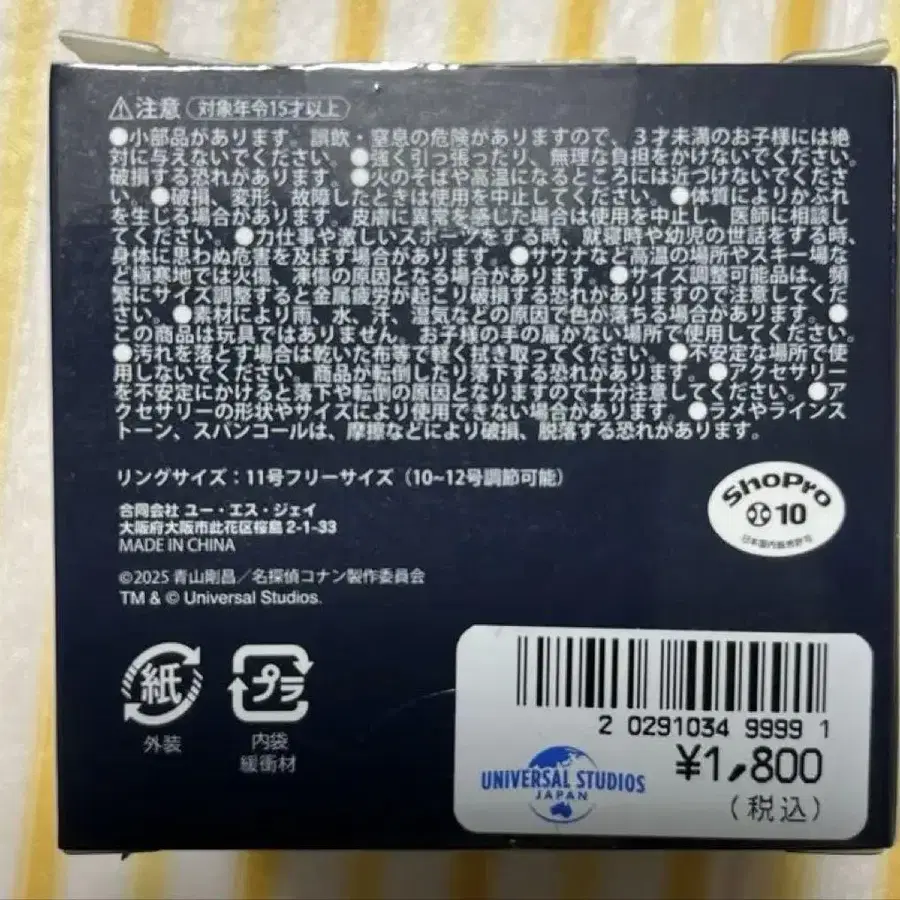 ⚠注意 対象年令15才以上
●小部品があります。誤飲・窒息の危険がありますので、3才未満のお子様には絶
対に与えないでください。●強く引っ張ったり、無理な負担をかけないでください。
破損する恐れがあります。●火のそばや高温になるところには近づけないでくださ
い。●破損、変形、故障したときは使用を中止してください。●体質によりかぶれ
を生じる場合があります。皮膚に異常を感じた場合は使用を中止し、医師に相談し
てください。●力仕事や激しいスポーツをする時、就寝時や幼児の世話をする時、
身体に思わぬ危害を及ぼす場合があります。●サウナなど高温の場所やスキー場な
ど極寒地では火傷、凍傷の原因となる場合があります。●サイズ調整可能品は、頻
繁にサイズ調整すると金属疲労が起こり破損する恐れがありますので注意してくだ
さい。●素材により雨、水、汗、湿気などの原因で色が落ちる場合があります。●
この商品は玩具ではありません。お子様の手の届かない場所で使用してください。
●汚れを落とす場合は乾いた布等で軽く拭き取ってください。●不安定な場所で使
用しないでください。商品が転倒したり落下する恐れがあります。●アクセサリー
を不安定にかけると落下や転倒の原因となりますので十分注意してください。●ア
クセサリーの形状やサイズにより使用できない場合があります。●ラメやラインス
トーン、スパンコールは、摩擦などにより破損、脱落する恐れがあります。
リングサイズ：11号フリーサイズ（10~12号調節可能）
合同会社 ユー・エス・ジェイ
大阪府大阪市此花区桜島 2-1-33
MADE IN CHINA
©2025 青山剛昌／名探偵コナン製作委員会
TM & © Universal Studios.
ShoPro
10
日本国内販売許可
紙
外装
プラ
内袋
緩衝材
2 0291034 9999 1
¥1,800
(税込)
UNIVERSAL STUDIOS
JAPAN